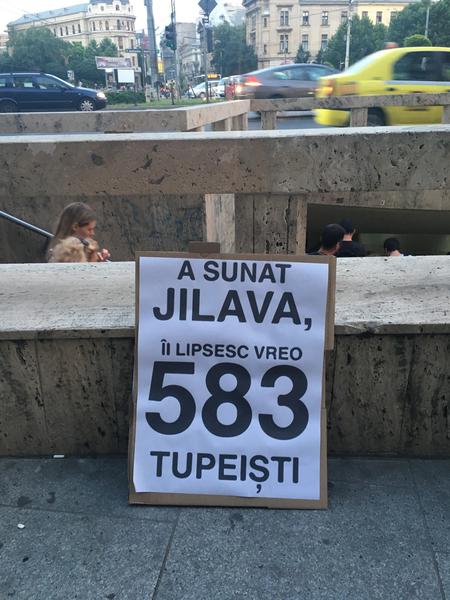 A SUNAT
JILAVA,
ÎI LIPSESC VREO
583
TUPEIȘTI